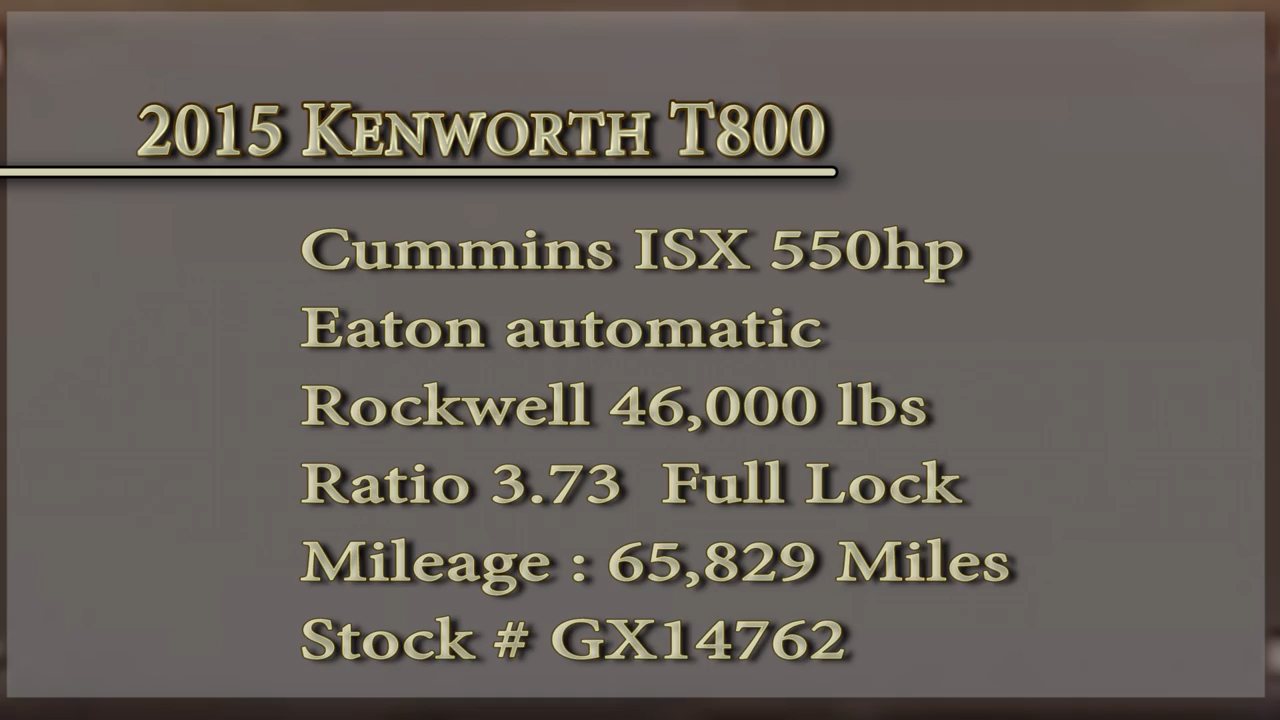 2015 Kenworth T800
Cummins ISX 550hp
Eaton automatic
Rockwell 46,000 lbs
Ratio 3.73 Full Lock
Mileage : 65,829 Miles
Stock # GX14762